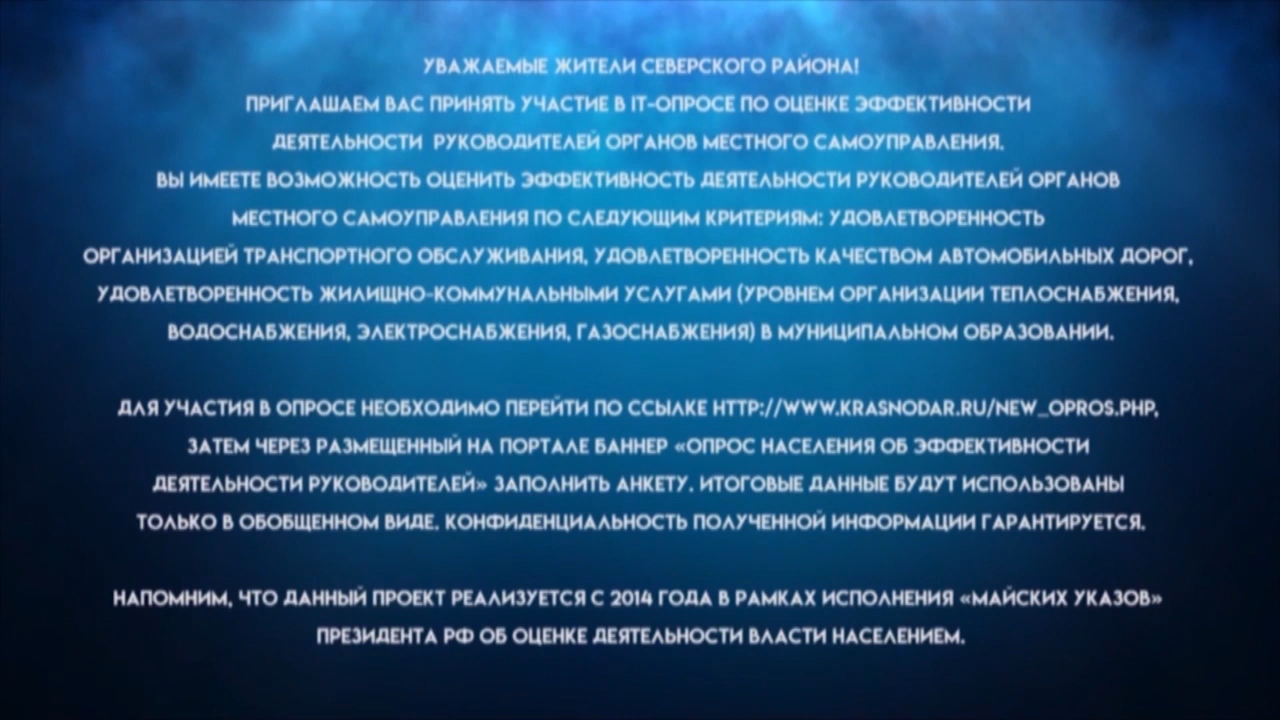 УВАЖАЕМЫЕ ЖИТЕЛИ СЕВЕРСКОГО РАЙОНА!
ПРИГЛАШАЕМ ВАС ПРИНЯТЬ УЧАСТИЕ В IT-ОПРОСЕ ПО ОЦЕНКЕ ЭФФЕКТИВНОСТИ
ДЕЯТЕЛЬНОСТИ РУКОВОДИТЕЛЕЙ ОРГАНОВ МЕСТНОГО САМОУПРАВЛЕНИЯ.
ВЫ ИМЕЕТЕ ВОЗМОЖНОСТЬ ОЦЕНИТЬ ЭФФЕКТИВНОСТЬ ДЕЯТЕЛЬНОСТИ РУКОВОДИТЕЛЕЙ ОРГАНОВ
МЕСТНОГО САМОУПРАВЛЕНИЯ ПО СЛЕДУЮЩИМ КРИТЕРИЯМ: УДОВЛЕТВОРЕННОСТЬ
ОРГАНИЗАЦИЕЙ ТРАНСПОРТНОГО ОБСЛУЖИВАНИЯ, УДОВЛЕТВОРЕННОСТЬ КАЧЕСТВОМ АВТОМОБИЛЬНЫХ ДОРОГ,
УДОВЛЕТВОРЕННОСТЬ ЖИЛИЩНО-КОММУНАЛЬНЫМИ УСЛУГАМИ (УРОВНЕМ ОРГАНИЗАЦИИ ТЕПЛОСНАБЖЕНИЯ,
ВОДОСНАБЖЕНИЯ, ЭЛЕКТРОСНАБЖЕНИЯ, ГАЗОСНАБЖЕНИЯ) В МУНИЦИПАЛЬНОМ ОБРАЗОВАНИИ.
ДЛЯ УЧАСТИЯ В ОПРОСЕ НЕОБХОДИМО ПЕРЕЙТИ ПО ССЫЛКЕ HTTP://WWW.KRASNODAR.RU/NEW_OPROS.PHP,
ЗАТЕМ ЧЕРЕЗ РАЗМЕЩЕННЫЙ НА ПОРТАЛЕ БАННЕР «ОПРОС НАСЕЛЕНИЯ ОБ ЭФФЕКТИВНОСТИ
ДЕЯТЕЛЬНОСТИ РУКОВОДИТЕЛЕЙ» ЗАПОЛНИТЬ АНКЕТУ. ИТОГОВЫЕ ДАННЫЕ БУДУТ ИСПОЛЬЗОВАНЫ
ТОЛЬКО В ОБОБЩЕННОМ ВИДЕ. КОНФИДЕНЦИАЛЬНОСТЬ ПОЛУЧЕННОЙ ИНФОРМАЦИИ ГАРАНТИРУЕТСЯ.
НАПОМНИМ, ЧТО ДАННЫЙ ПРОЕКТ РЕАЛИЗУЕТСЯ С 2014 ГОДА В РАМКАХ ИСПОЛНЕНИЯ «МАЙСКИХ УКАЗОВ»
ПРЕЗИДЕНТА РФ ОБ ОЦЕНКЕ ДЕЯТЕЛЬНОСТИ ВЛАСТИ НАСЕЛЕНИЕМ.